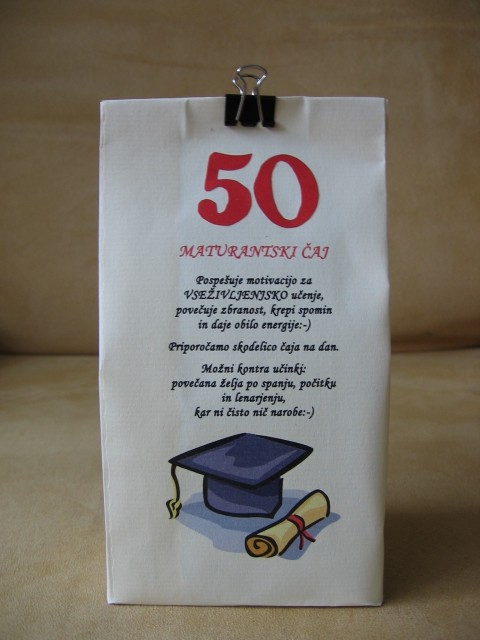 50
MATURANTSKI ČAJ
Pospešuje motivacijo za
VSEŽIVLJENJSKO učenje,
povečuje zbranost, krepi spomin
in daje obilo energije:-)
Priporočamo skodelico čaja na dan.
Možni kontra učinki:
povečana želja po spanju, počitku
in lenarjenju,
kar ni čisto nič narobe:-)